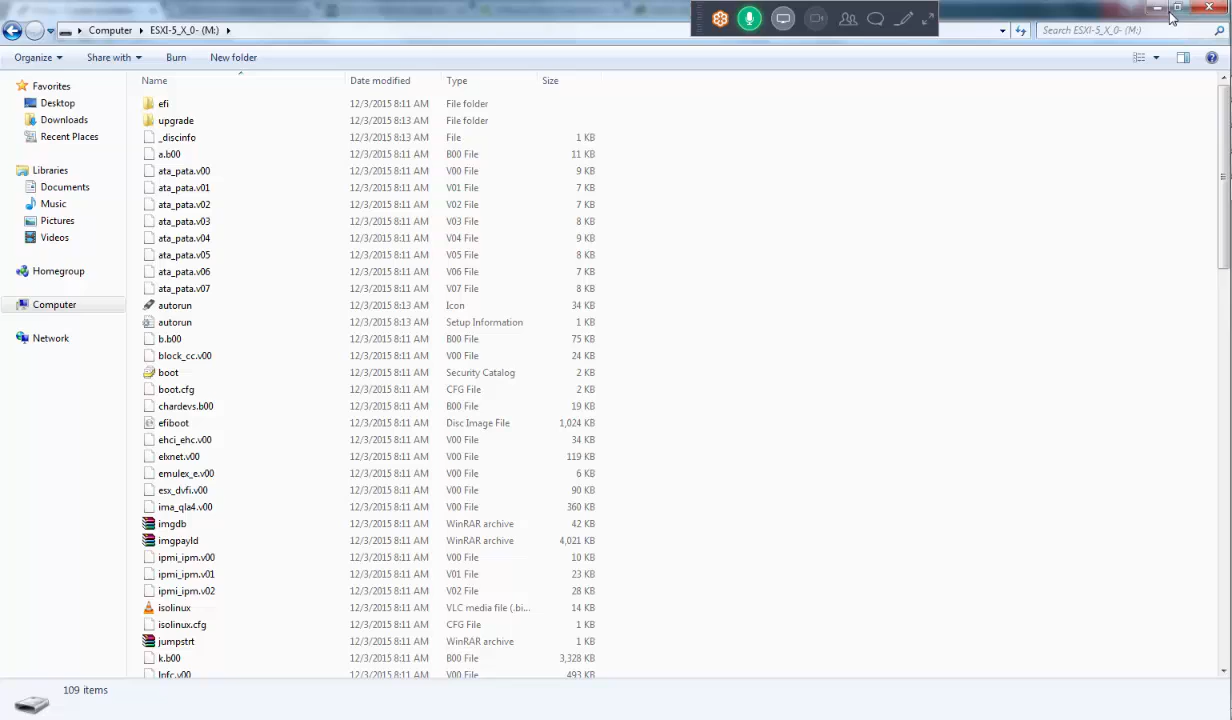 Computer ESXI-5_X_0- (M:) Search ESXI-5_X_0- (M:)
Organize Share with Burn New folder
Name Date modified Type Size
Favorites
Desktop
Downloads
Recent Places
Libraries
Documents
Music
Pictures
Videos
Homegroup
Computer
Network
efi 12/3/2015 8:11 AM File folder
upgrade 12/3/2015 8:13 AM File folder
_discinfo 12/3/2015 8:13 AM File 1 KB
a.b00 12/3/2015 8:11 AM B00 File 11 KB
ata_pata.v00 12/3/2015 8:11 AM V00 File 9 KB
ata_pata.v01 12/3/2015 8:11 AM V01 File 7 KB
ata_pata.v02 12/3/2015 8:11 AM V02 File 7 KB
ata_pata.v03 12/3/2015 8:11 AM V03 File 8 KB
ata_pata.v04 12/3/2015 8:11 AM V04 File 9 KB
ata_pata.v05 12/3/2015 8:11 AM V05 File 8 KB
ata_pata.v06 12/3/2015 8:11 AM V06 File 7 KB
ata_pata.v07 12/3/2015 8:11 AM V07 File 8 KB
autorun 12/3/2015 8:13 AM Icon 34 KB
autorun 12/3/2015 8:13 AM Setup Information 1 KB
b.b00 12/3/2015 8:11 AM B00 File 75 KB
block_cc.v00 12/3/2015 8:11 AM V00 File 24 KB
boot 12/3/2015 8:11 AM Security Catalog 2 KB
boot.cfg 12/3/2015 8:11 AM CFG File 2 KB
chardevs.b00 12/3/2015 8:11 AM B00 File 19 KB
efiboot 12/3/2015 8:11 AM Disc Image File 1,024 KB
ehci_ehc.v00 12/3/2015 8:11 AM V00 File 34 KB
elxnet.v00 12/3/2015 8:11 AM V00 File 119 KB
emulex_e.v00 12/3/2015 8:11 AM V00 File 6 KB
esx_dvfi.v00 12/3/2015 8:11 AM V00 File 90 KB
ima_qla4.v00 12/3/2015 8:11 AM V00 File 360 KB
imgdb 12/3/2015 8:11 AM WinRAR archive 42 KB
imgpayld 12/3/2015 8:11 AM WinRAR archive 4,021 KB
ipmi_ipm.v00 12/3/2015 8:11 AM V00 File 10 KB
ipmi_ipm.v01 12/3/2015 8:11 AM V01 File 23 KB
ipmi_ipm.v02 12/3/2015 8:11 AM V02 File 28 KB
isolinux 12/3/2015 8:11 AM VLC media file (.bi... 14 KB
isolinux.cfg 12/3/2015 8:11 AM CFG File 1 KB
jumpstrt 12/3/2015 8:11 AM WinRAR archive 1 KB
k.b00 12/3/2015 8:11 AM B00 File 3,328 KB
lpfc.v00 12/3/2015 8:11 AM V00 File 493 KB
109 items